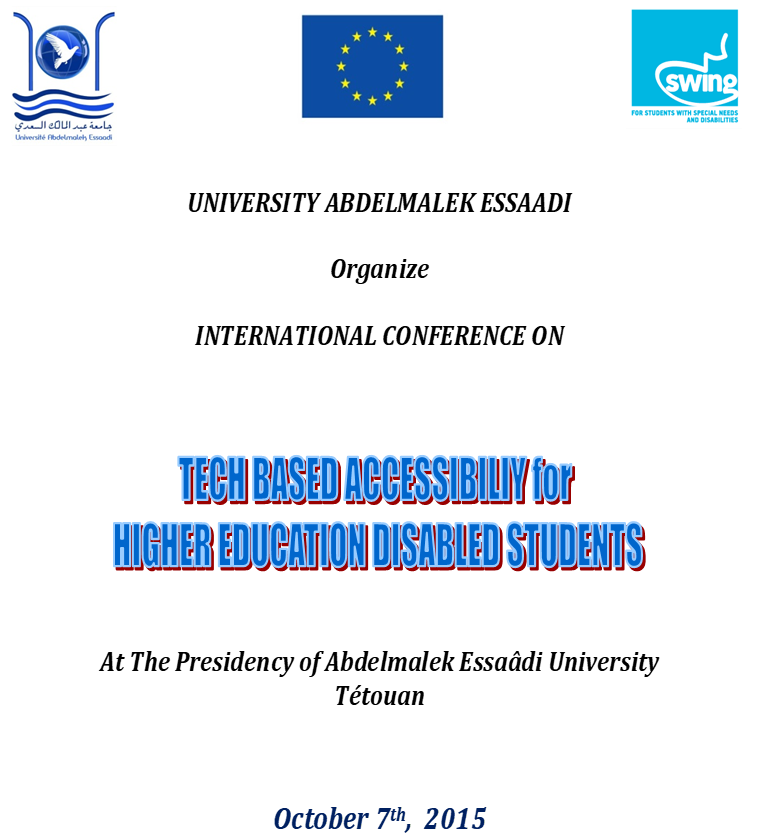 جامعة عبد المالك السعدي
Université Abdelmalek Essaadi
swing
FOR STUDENTS WITH SPECIAL NEEDS
AND DISABILITIES
UNIVERSITY ABDELMALEK ESSAADI
Organize
INTERNATIONAL CONFERENCE ON
TECH BASED ACCESSIBILIY for
HIGHER EDUCATION DISABLED STUDENTS
At The Presidency of Abdelmalek Essaâdi University
Tétouan
October 7th, 2015